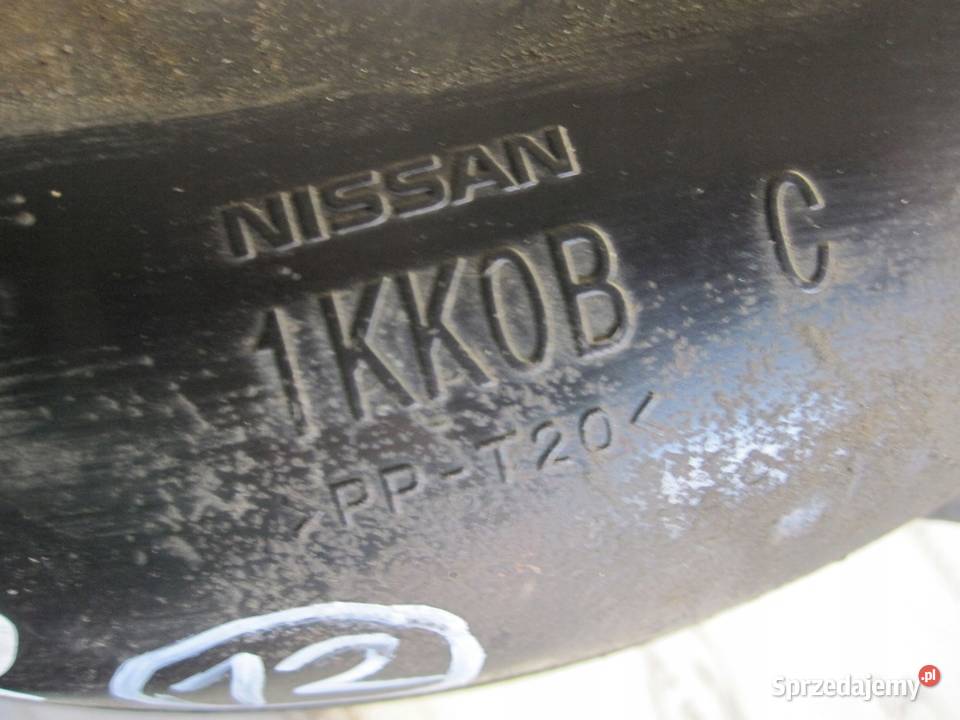 NISSAN
1KK0B C
>PP-T20<
12
Sprzedajemy.pl